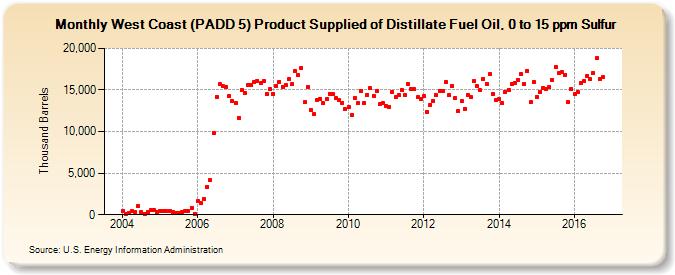 Monthly West Coast (PADD 5) Product Supplied of Distillate Fuel Oil, 0 to 15 ppm Sulfur
Thousand Barrels
20,000
15,000
10,000
5,000
0
2004 2006 2008 2010 2012 2014 2016
Source: U.S. Energy Information Administration